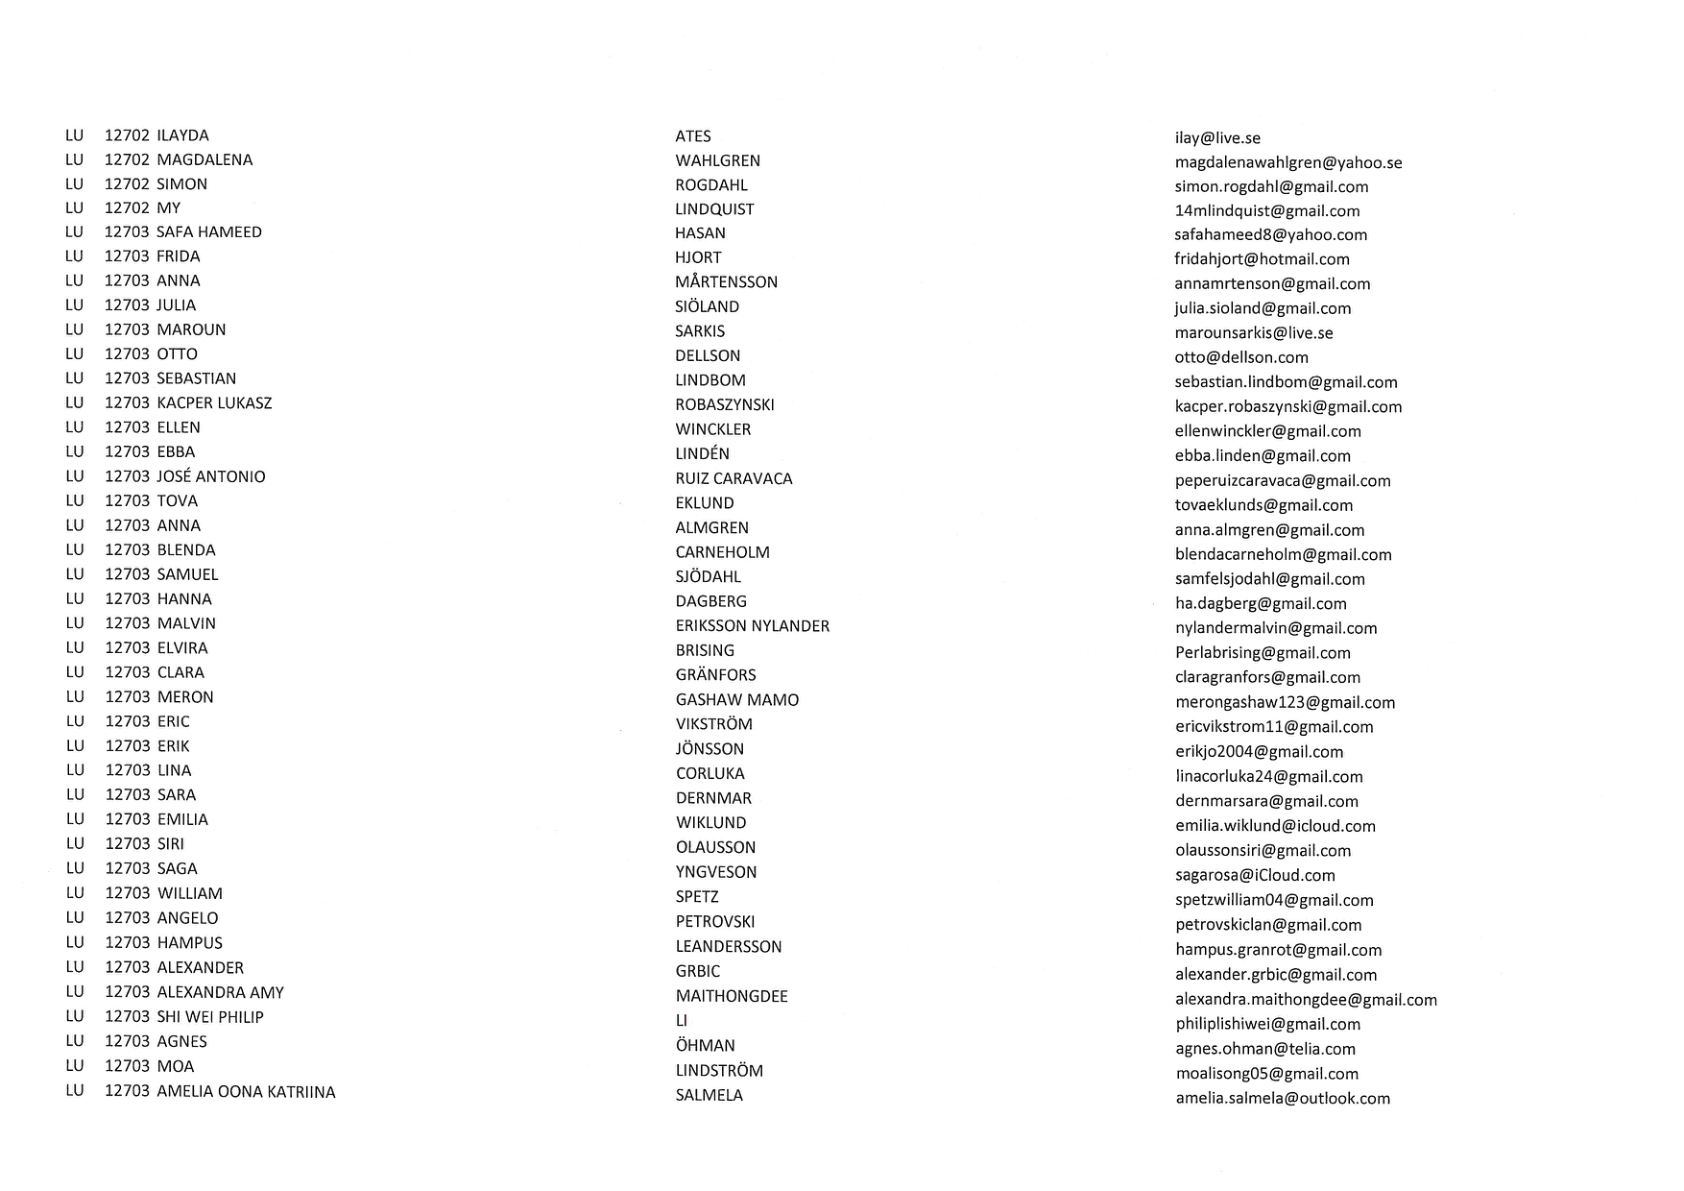 LU 12702 ILAYDA ATES ilay@live.se
LU 12702 MAGDALENA WAHLGREN magdalenawahlgren@yahoo.se
LU 12702 SIMON ROGDAHL simon.rogdahl@gmail.com
LU 12702 MY LINDQUIST 14mlindquist@gmail.com
LU 12703 SAFA HAMEED HASAN safahameed8@yahoo.com
LU 12703 FRIDA HJORT fridahjort@hotmail.com
LU 12703 ANNA MÅRTENSSON annamrtenson@gmail.com
LU 12703 JULIA SIÖLAND julia.sioland@gmail.com
LU 12703 MAROUN SARKIS marounsarkis@live.se
LU 12703 OTTO DELLSON otto@dellson.com
LU 12703 SEBASTIAN LINDBOM sebastian.lindbom@gmail.com
LU 12703 KACPER LUKASZ ROBASZYNSKI kacper.robaszynski@gmail.com
LU 12703 ELLEN WINCKLER ellenwinckler@gmail.com
LU 12703 EBBA LINDÉN ebba.linden@gmail.com
LU 12703 JOSÉ ANTONIO RUIZ CARAVACA peperuizcaravaca@gmail.com
LU 12703 TOVA EKLUND tovaeklunds@gmail.com
LU 12703 ANNA ALMGREN anna.almgren@gmail.com
LU 12703 BLENDA CARNEHOLM blendacarneholm@gmail.com
LU 12703 SAMUEL SJÖDAHL samfelsjodahl@gmail.com
LU 12703 HANNA DAGBERG ha.dagberg@gmail.com
LU 12703 MALVIN ERIKSSON NYLANDER nylandermalvin@gmail.com
LU 12703 ELVIRA BRISING Perlabrising@gmail.com
LU 12703 CLARA GRÄNFORS claragranfors@gmail.com
LU 12703 MERON GASHAW MAMO merongashaw123@gmail.com
LU 12703 ERIC VIKSTRÖM ericvikstrom11@gmail.com
LU 12703 ERIK JÖNSSON erikjo2004@gmail.com
LU 12703 LINA CORLUKA linacorluka24@gmail.com
LU 12703 SARA DERNMAR dernmarsara@gmail.com
LU 12703 EMILIA WIKLUND emilia.wiklund@icloud.com
LU 12703 SIRI OLAUSSON olaussonsiri@gmail.com
LU 12703 SAGA YNGVESON sagarosa@iCloud.com
LU 12703 WILLIAM SPETZ spetzwilliam04@gmail.com
LU 12703 ANGELO PETROVSKI petrovskiclan@gmail.com
LU 12703 HAMPUS LEANDERSSON hampus.granrot@gmail.com
LU 12703 ALEXANDER GRBIC alexander.grbic@gmail.com
LU 12703 ALEXANDRA AMY MAITHONGDEE alexandra.maithongdee@gmail.com
LU 12703 SHI WEI PHILIP LI philiplishiwei@gmail.com
LU 12703 AGNES ÖHMAN agnes.ohman@telia.com
LU 12703 MOA LINDSTRÖM moalisong05@gmail.com
LU 12703 AMELIA OONA KATRIINA SALMELA amelia.salmela@outlook.com